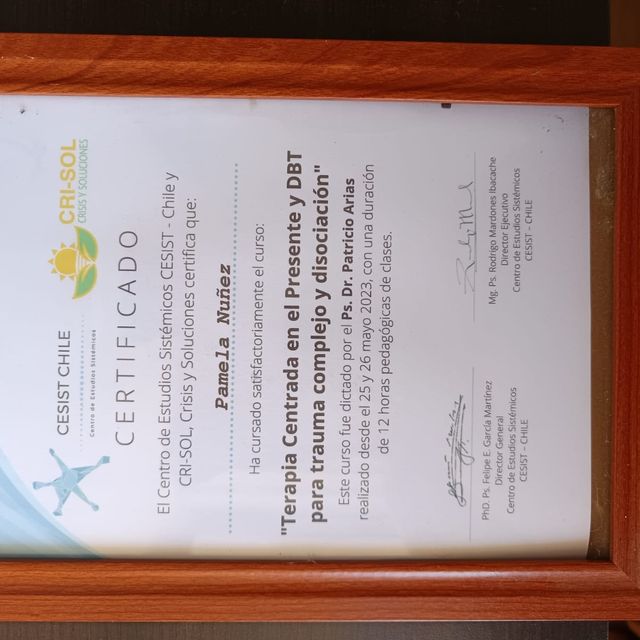 CESIST CHILE
Centro de Estudios Sistémicos
CRI-SOL
CRISIS Y SOLUCIONES
CERTIFICADO
El Centro de Estudios Sistémicos CESIST - Chile y
CRI-SOL, Crisis y Soluciones certifica que:
Pamela Nuñez
Ha cursado satisfactoriamente el curso:
"Terapia Centrada en el Presente y DBT
para trauma complejo y disociación"
Este curso fue dictado por el Ps. Dr. Patricio Arias
realizado desde el 25 y 26 mayo 2023, con una duración
de 12 horas pedagógicas de clases.
PhD. Ps. Felipe E. García Martínez
Director General
Centro de Estudios Sistémicos
CESIST - CHILE
Mg. Ps. Rodrigo Mardones Ibacache
Director Ejecutivo
Centro de Estudios Sistémicos
CESIST - CHILE